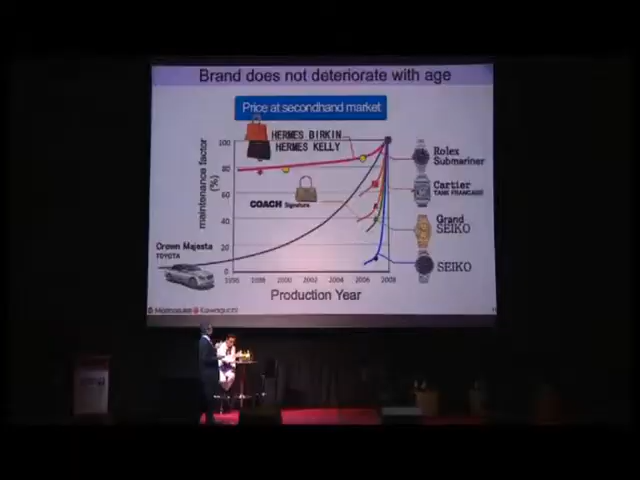 Brand does not deteriorate with age
Price at secondhand market
maintenance factor
(%)
100
80
60
40
20
0
HERMES BIRKIN
HERMES KELLY
COACH Signature
Crown Majesta
TOYOTA
Rolex
Submariner
Cartier
TANK FRANCAISE
Grand
SEIKO
SEIKO
1996 1998 2000 2002 2004 2006 2008
Production Year